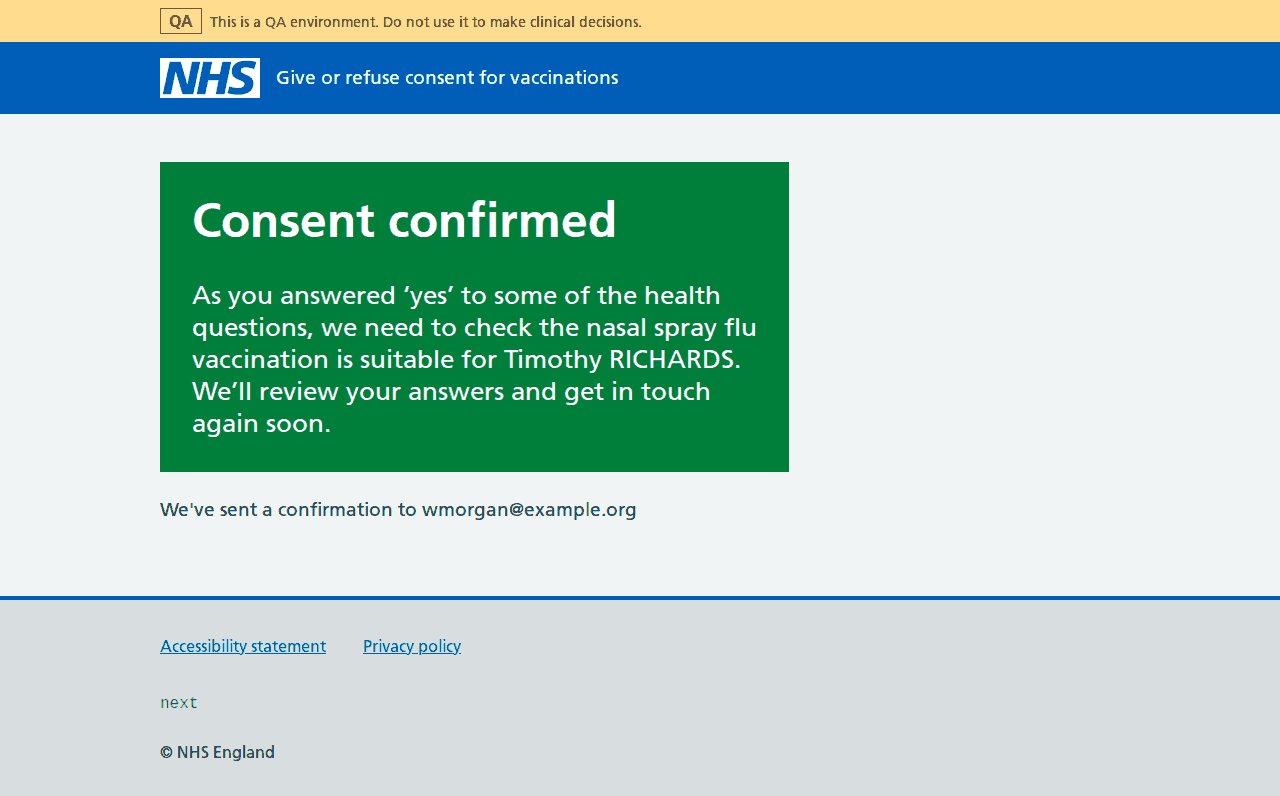 QA This is a QA environment. Do not use it to make clinical decisions.
NHS Give or refuse consent for vaccinations
Consent confirmed
As you answered ‘yes’ to some of the health
questions, we need to check the nasal spray flu
vaccination is suitable for Timothy RICHARDS.
We’ll review your answers and get in touch
again soon.
We've sent a confirmation to wmorgan@example.org
Accessibility statement Privacy policy
next
© NHS England